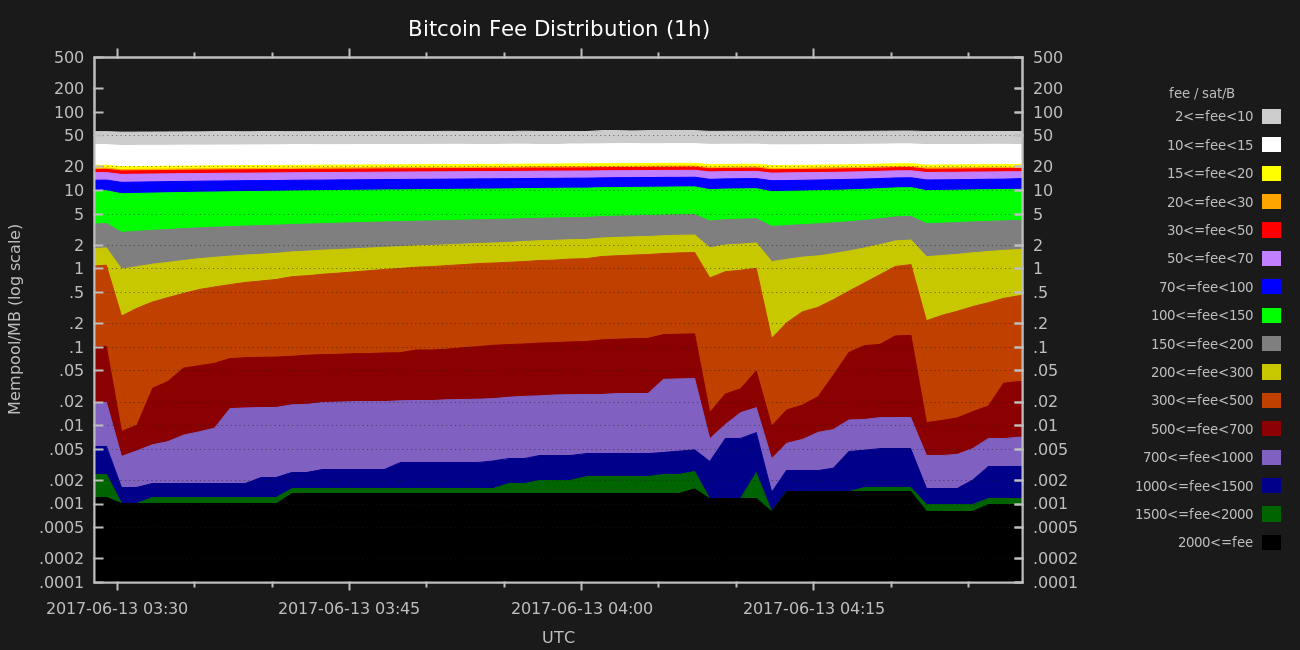 Bitcoin Fee Distribution (1h)
500
200
100
50
20
10
5
2
1
.5
.2
.1
.05
.02
.01
.005
.002
.001
.0005
.0002
.0001
Mempool/MB (log scale)
500
200
100
50
20
10
5
2
1
.5
.2
.1
.05
.02
.01
.005
.002
.001
.0005
.0002
.0001
2017-06-13 03:30
2017-06-13 03:45
2017-06-13 04:00
2017-06-13 04:15
UTC
fee / sat/B
2<=fee<10
10<=fee<15
15<=fee<20
20<=fee<30
30<=fee<50
50<=fee<70
70<=fee<100
100<=fee<150
150<=fee<200
200<=fee<300
300<=fee<500
500<=fee<700
700<=fee<1000
1000<=fee<1500
1500<=fee<2000
2000<=fee